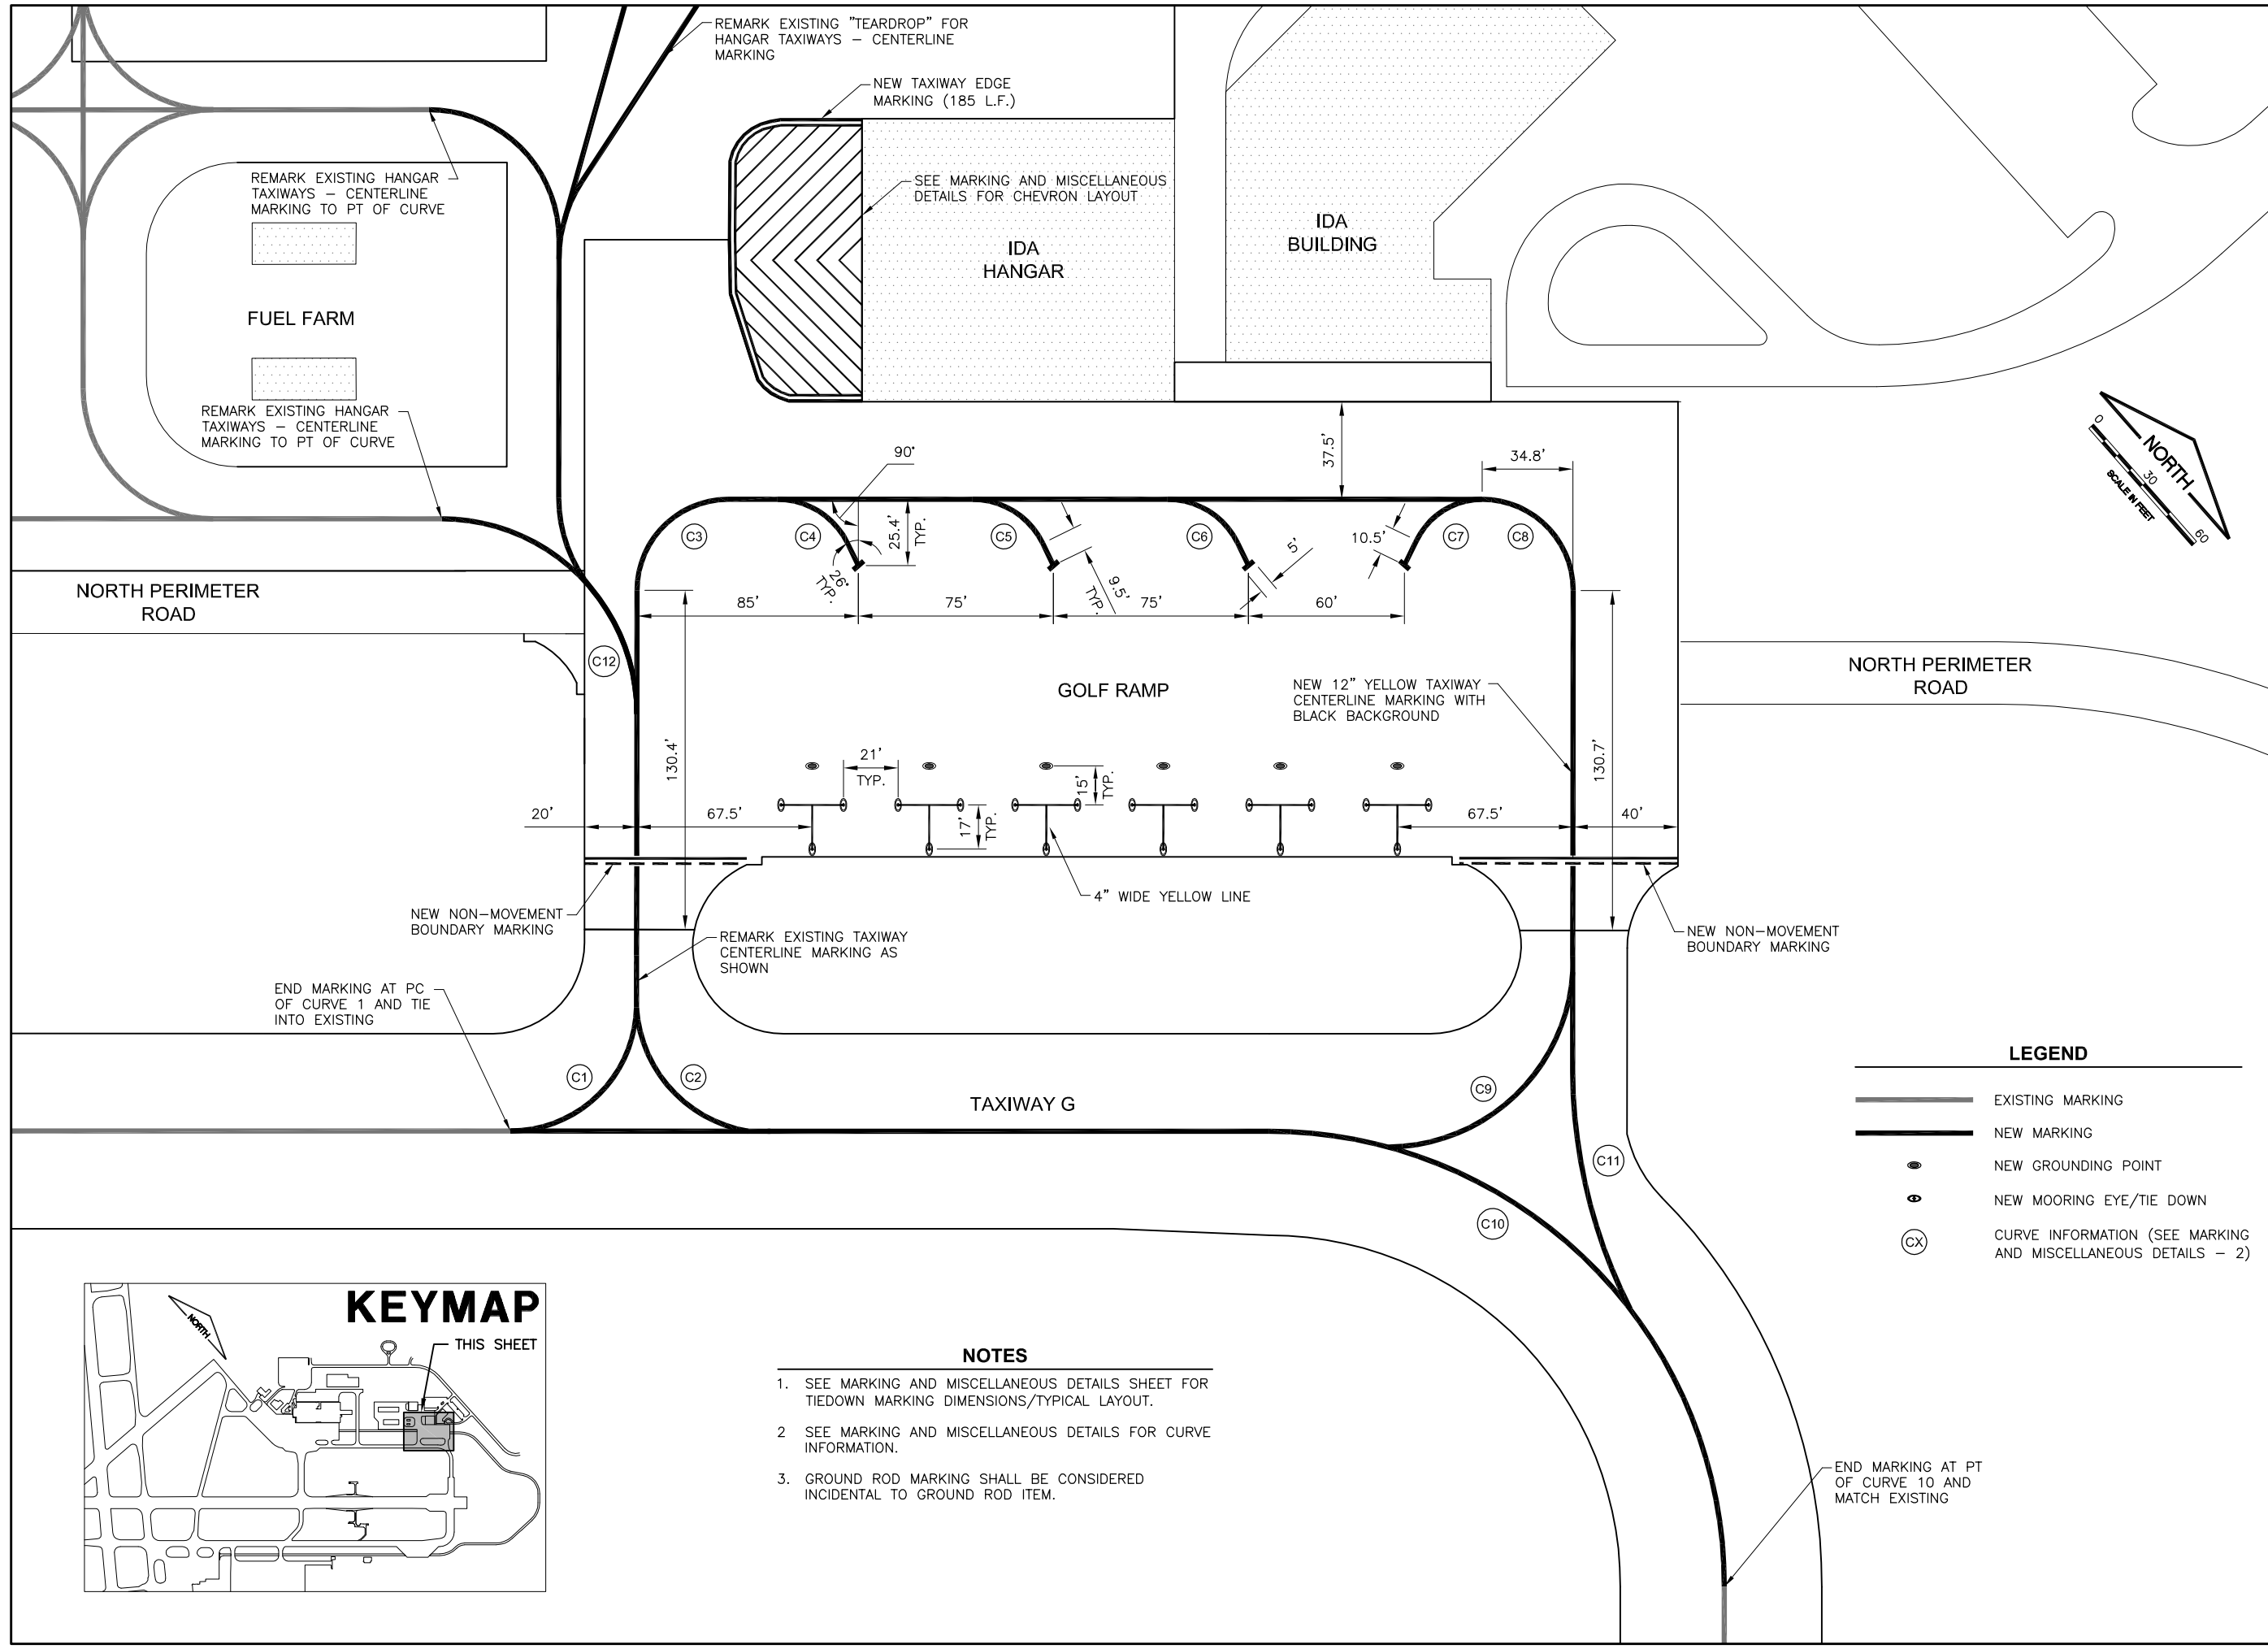 REMARK EXISTING "TEARDROP" FOR
HANGAR TAXIWAYS – CENTERLINE
MARKING
NEW TAXIWAY EDGE
MARKING (185 L.F.)
REMARK EXISTING HANGAR
TAXIWAYS – CENTERLINE
MARKING TO PT OF CURVE
SEE MARKING AND MISCELLANEOUS
DETAILS FOR CHEVRON LAYOUT
IDA
HANGAR
IDA
BUILDING
FUEL FARM
REMARK EXISTING HANGAR
TAXIWAYS – CENTERLINE
MARKING TO PT OF CURVE
NORTH
0
30
60
SCALE IN FEET
90°
37.5'
34.8'
C3
C4
25.4'
TYP.
C5
C6
5'
10.5'
C7
C8
26°
TYP.
9.5'
TYP.
85'
75'
75'
60'
NORTH PERIMETER
ROAD
C12
GOLF RAMP
NEW 12" YELLOW TAXIWAY
CENTERLINE MARKING WITH
BLACK BACKGROUND
NORTH PERIMETER
ROAD
130.4'
130.7'
21'
TYP.
15'
TYP.
17'
TYP.
20'
67.5'
67.5'
40'
4" WIDE YELLOW LINE
NEW NON–MOVEMENT
BOUNDARY MARKING
REMARK EXISTING TAXIWAY
CENTERLINE MARKING AS
SHOWN
NEW NON–MOVEMENT
BOUNDARY MARKING
END MARKING AT PC
OF CURVE 1 AND TIE
INTO EXISTING
C1
C2
TAXIWAY G
C9
C11
C10
LEGEND
EXISTING MARKING
NEW MARKING
NEW GROUNDING POINT
NEW MOORING EYE/TIE DOWN
CX
CURVE INFORMATION (SEE MARKING
AND MISCELLANEOUS DETAILS – 2)
KEYMAP
THIS SHEET
NORTH
NOTES
1. SEE MARKING AND MISCELLANEOUS DETAILS SHEET FOR
TIEDOWN MARKING DIMENSIONS/TYPICAL LAYOUT.
2 SEE MARKING AND MISCELLANEOUS DETAILS FOR CURVE
INFORMATION.
3. GROUND ROD MARKING SHALL BE CONSIDERED
INCIDENTAL TO GROUND ROD ITEM.
END MARKING AT PT
OF CURVE 10 AND
MATCH EXISTING